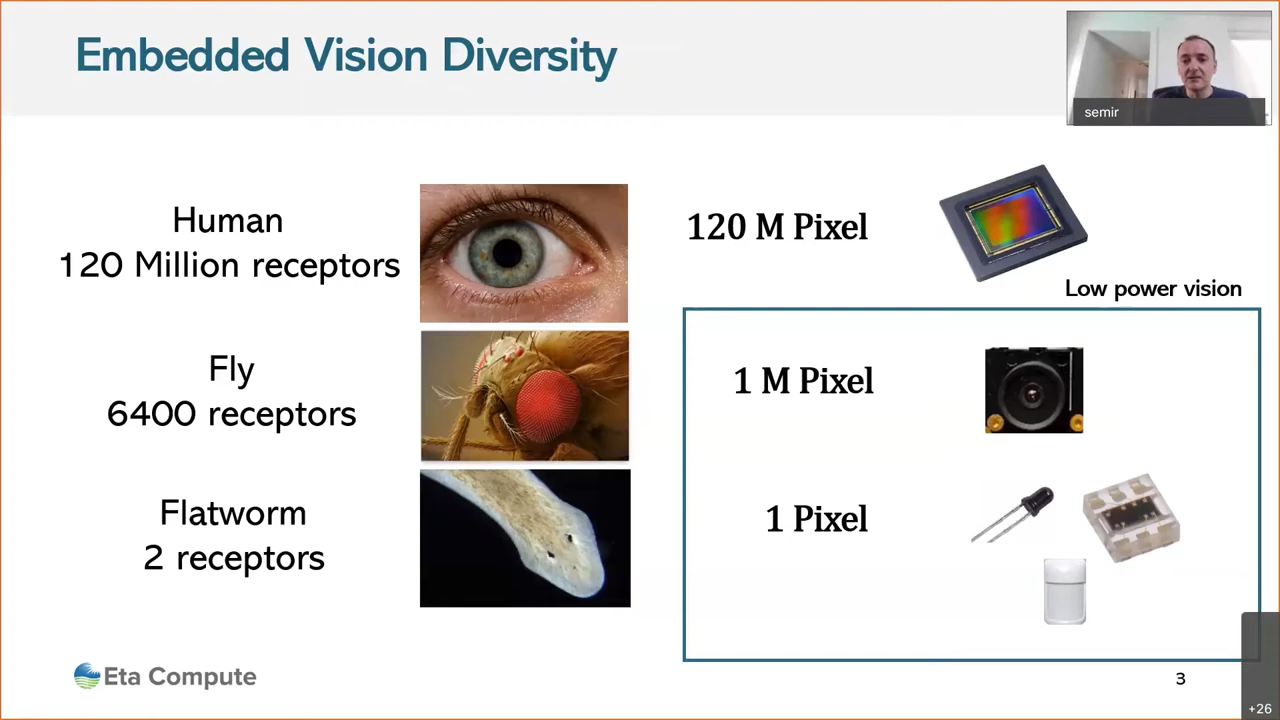 Embedded Vision Diversity
semir
Human
120 Million receptors
120 M Pixel
Low power vision
Fly
6400 receptors
1 M Pixel
Flatworm
2 receptors
1 Pixel
Eta Compute
3
+26